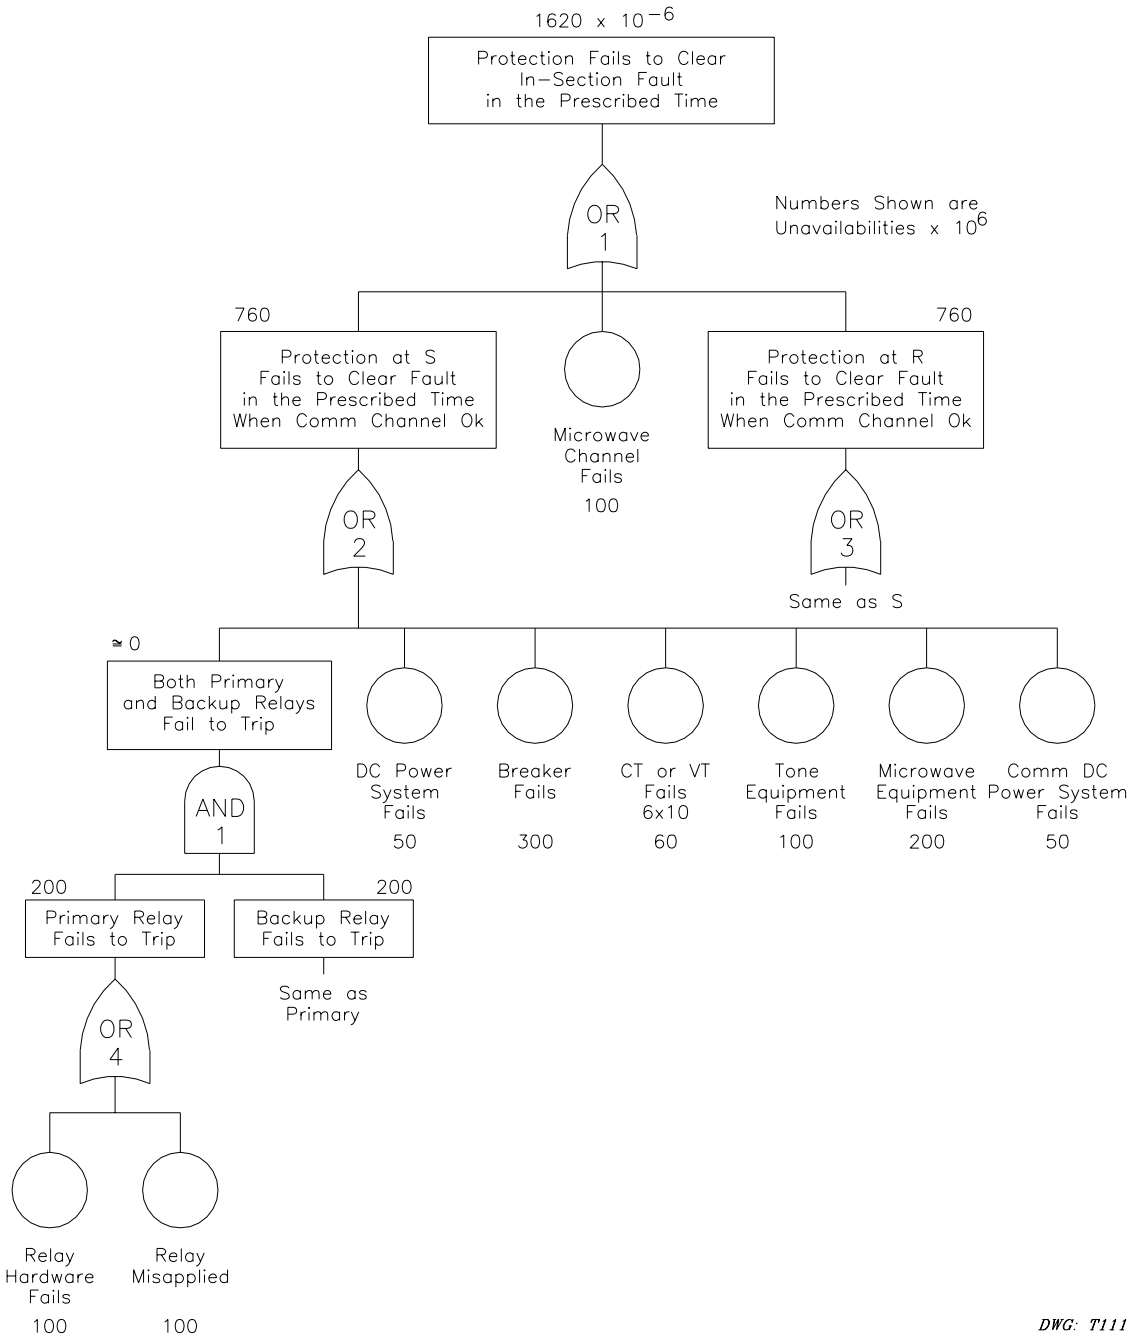 1620 x 10⁻⁶
Protection Fails to Clear
In-Section Fault
in the Prescribed Time
OR
1
Numbers Shown are
Unavailabilities x 10⁶
760
Protection at S
Fails to Clear Fault
in the Prescribed Time
When Comm Channel Ok
Microwave
Channel
Fails
100
760
Protection at R
Fails to Clear Fault
in the Prescribed Time
When Comm Channel Ok
OR
2
OR
3
Same as S
≅ 0
Both Primary
and Backup Relays
Fail to Trip
DC Power
System
Fails
50
Breaker
Fails
300
CT or VT
Fails
6x10
60
Tone
Equipment
Fails
100
Microwave
Equipment
Fails
200
Comm DC
Power System
Fails
50
AND
1
200
Primary Relay
Fails to Trip
200
Backup Relay
Fails to Trip
Same as
Primary
OR
4
Relay
Hardware
Fails
100
Relay
Misapplied
100
DWG: T111